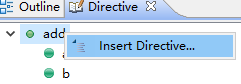 Outline Directive
add
Insert Directive...
b